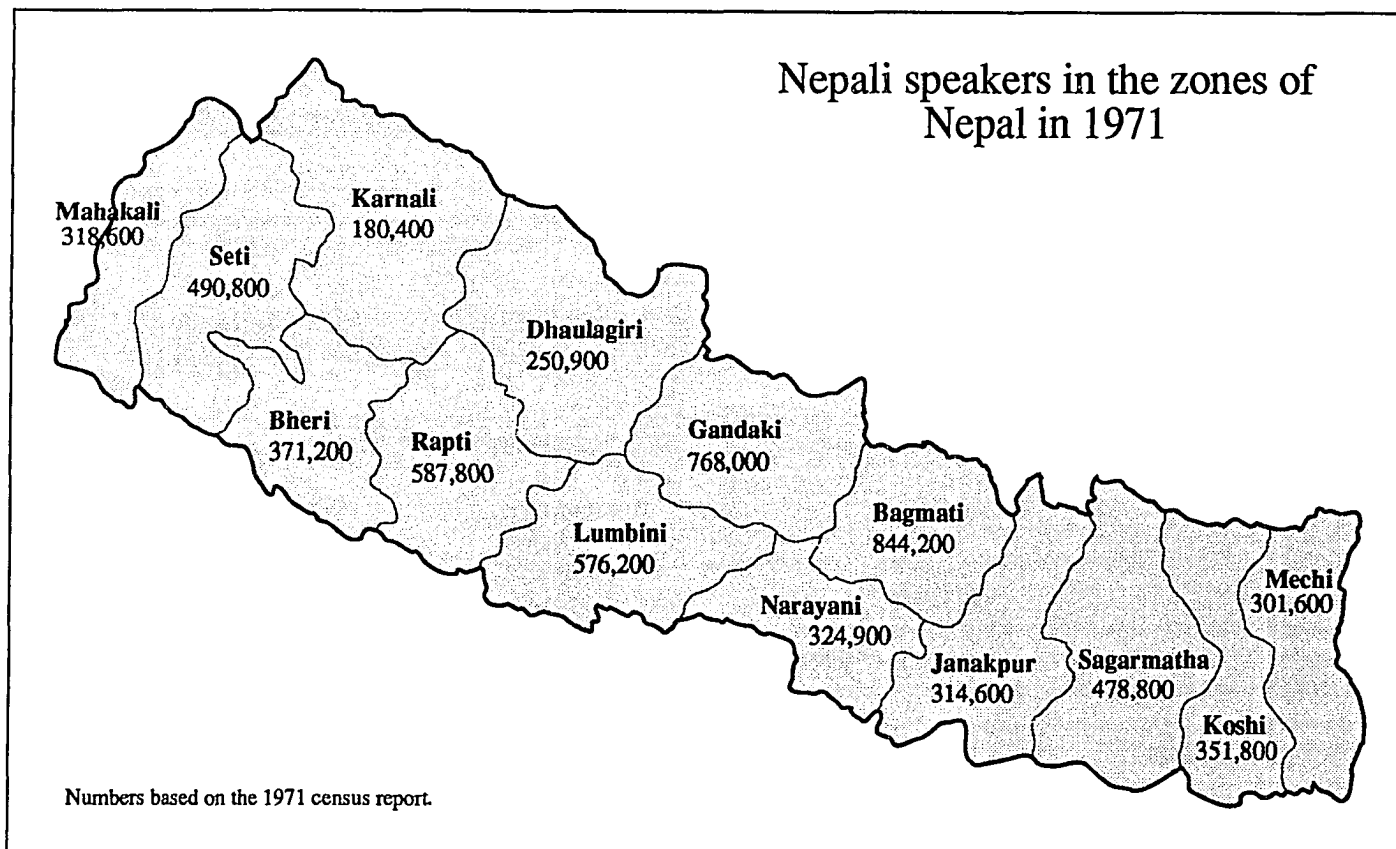 Nepali speakers in the zones of
Nepal in 1971
Mahakali
318,600
Seti
490,800
Karnali
180,400
Dhaulagiri
250,900
Bheri
371,200
Rapti
587,800
Gandaki
768,000
Lumbini
576,200
Bagmati
844,200
Narayani
324,900
Janakpur
314,600
Sagarmatha
478,800
Koshi
351,800
Mechi
301,600
Numbers based on the 1971 census report.